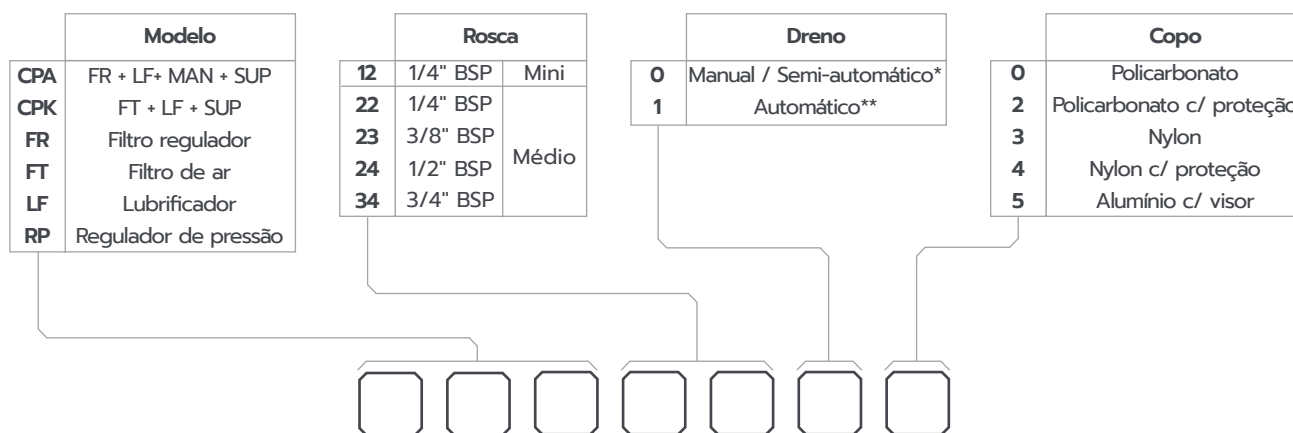 Modelo
CPA FR + LF+ MAN + SUP
CPK FT + LF + SUP
FR Filtro regulador
FT Filtro de ar
LF Lubrificador
RP Regulador de pressão
Rosca
12 1/4" BSP Mini
22 1/4" BSP
23 3/8" BSP
Médio
24 1/2" BSP
34 3/4" BSP
Dreno
0 Manual / Semi-automático*
1 Automático**
Copo
0 Policarbonato
2 Policarbonato c/ proteção
3 Nylon
4 Nylon c/ proteção
5 Alumínio c/ visor